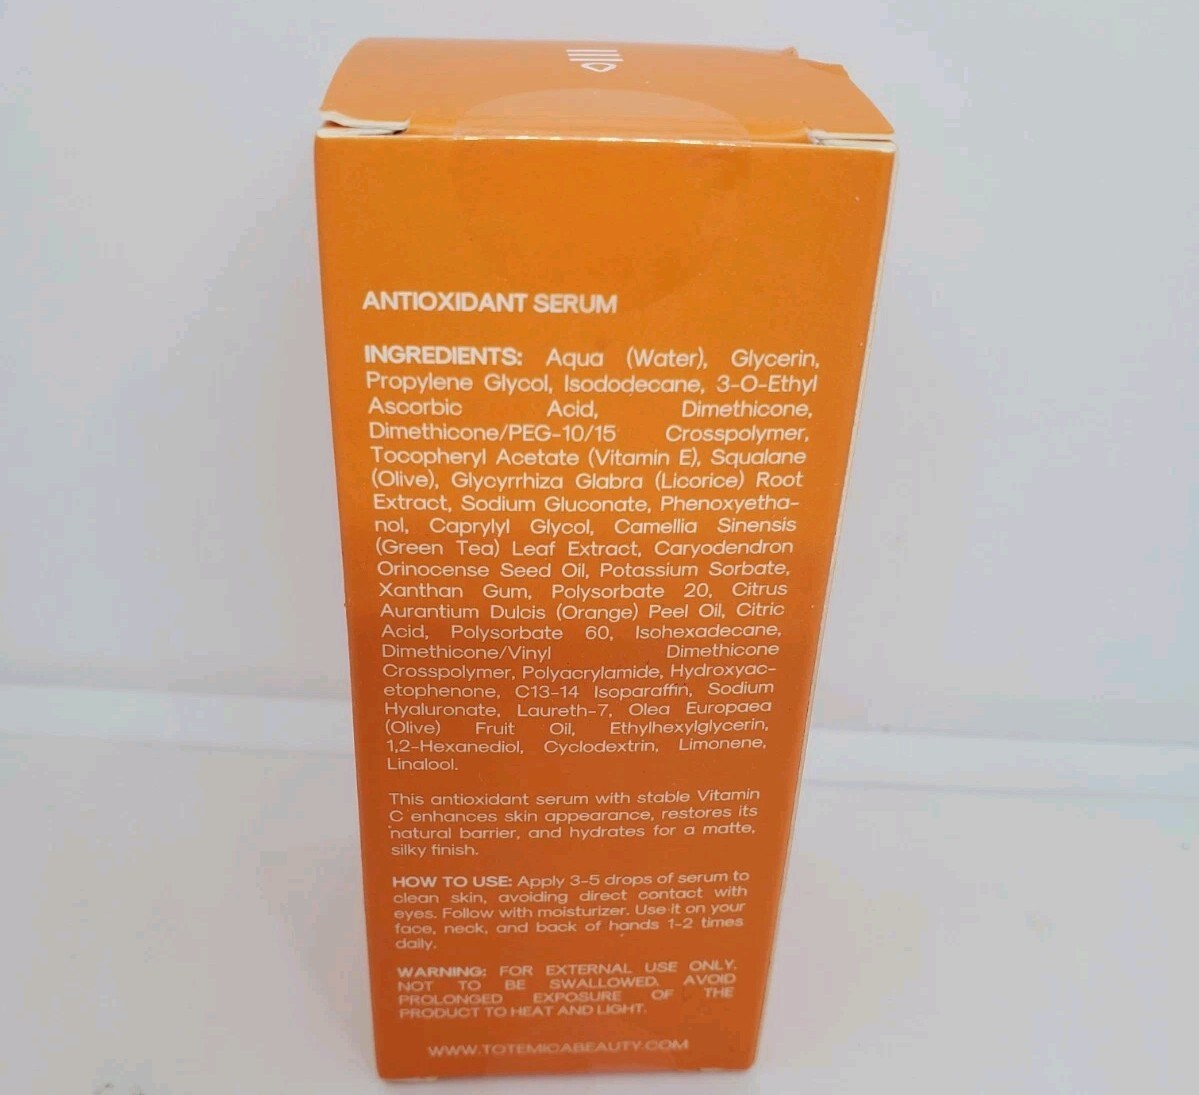 ANTIOXIDANT SERUM
INGREDIENTS: Aqua (Water), Glycerin,
Propylene Glycol, Isododecane, 3-O-Ethyl
Ascorbic Acid, Dimethicone,
Dimethicone/PEG-10/15 Crosspolymer,
Tocopheryl Acetate (Vitamin E), Squalane
(Olive), Glycyrrhiza Glabra (Licorice) Root
Extract, Sodium Gluconate, Phenoxyetha-
nol, Caprylyl Glycol, Camellia Sinensis
(Green Tea) Leaf Extract, Caryodendron
Orinocense Seed Oil, Potassium Sorbate,
Xanthan Gum, Polysorbate 20, Citrus
Aurantium Dulcis (Orange) Peel Oil, Citric
Acid, Polysorbate 60, Isohexadecane,
Dimethicone/Vinyl Dimethicone
Crosspolymer, Polyacrylamide, Hydroxyac-
etophenone, C13-14 Isoparaffin, Sodium
Hyaluronate, Laureth-7, Olea Europaea
(Olive) Fruit Oil, Ethylhexylglycerin,
1,2-Hexanediol, Cyclodextrin, Limonene,
Linalool.
This antioxidant serum with stable Vitamin
C enhances skin appearance, restores its
natural barrier, and hydrates for a matte,
silky finish.
HOW TO USE: Apply 3-5 drops of serum to
clean skin, avoiding direct contact with
eyes. Follow with moisturizer. Use it on your
face, neck, and back of hands 1-2 times
daily.
WARNING: FOR EXTERNAL USE ONLY.
NOT TO BE SWALLOWED. AVOID
PROLONGED EXPOSURE OF THE
PRODUCT TO HEAT AND LIGHT.
WWW.TOTEMICABEAUTY.COM